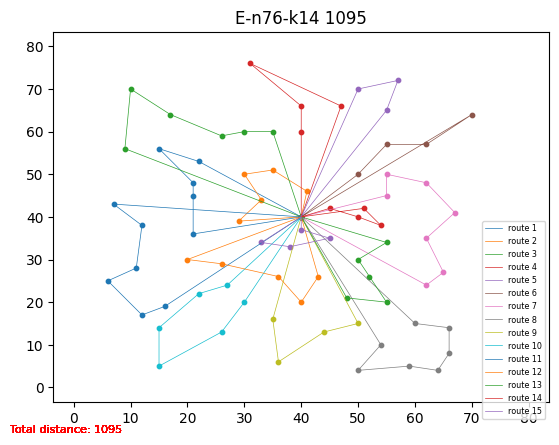 E-n76-k14 1095
80
70
60
50
40
30
20
10
0
0 10 20 30 40 50 60 70 80
route 1
route 2
route 3
route 4
route 5
route 6
route 7
route 8
route 9
route 10
route 11
route 12
route 13
route 14
route 15
Total distance: 1095